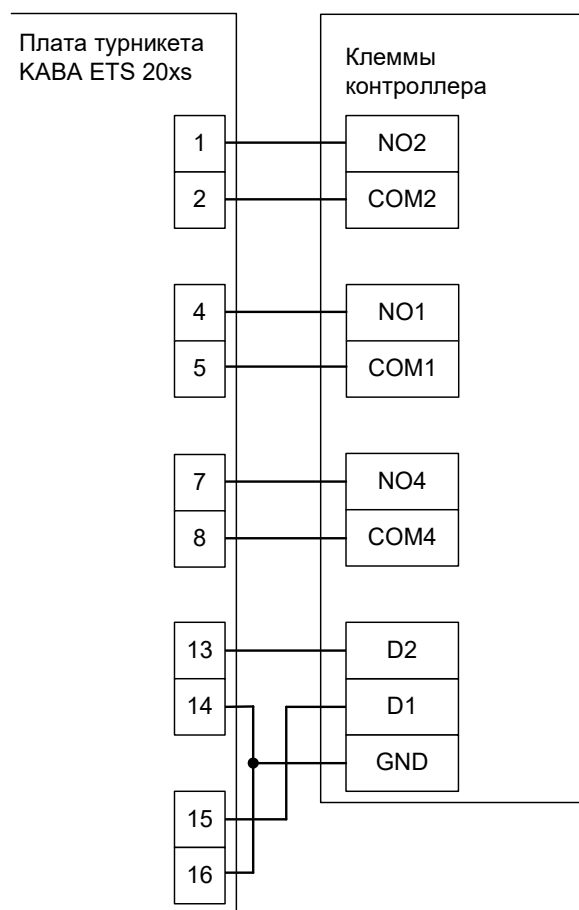 Плата турникета
KABA ETS 20xs
Клеммы
контроллера
1
NO2
2
COM2
4
NO1
5
COM1
7
NO4
8
COM4
13
D2
14
D1
GND
15
16